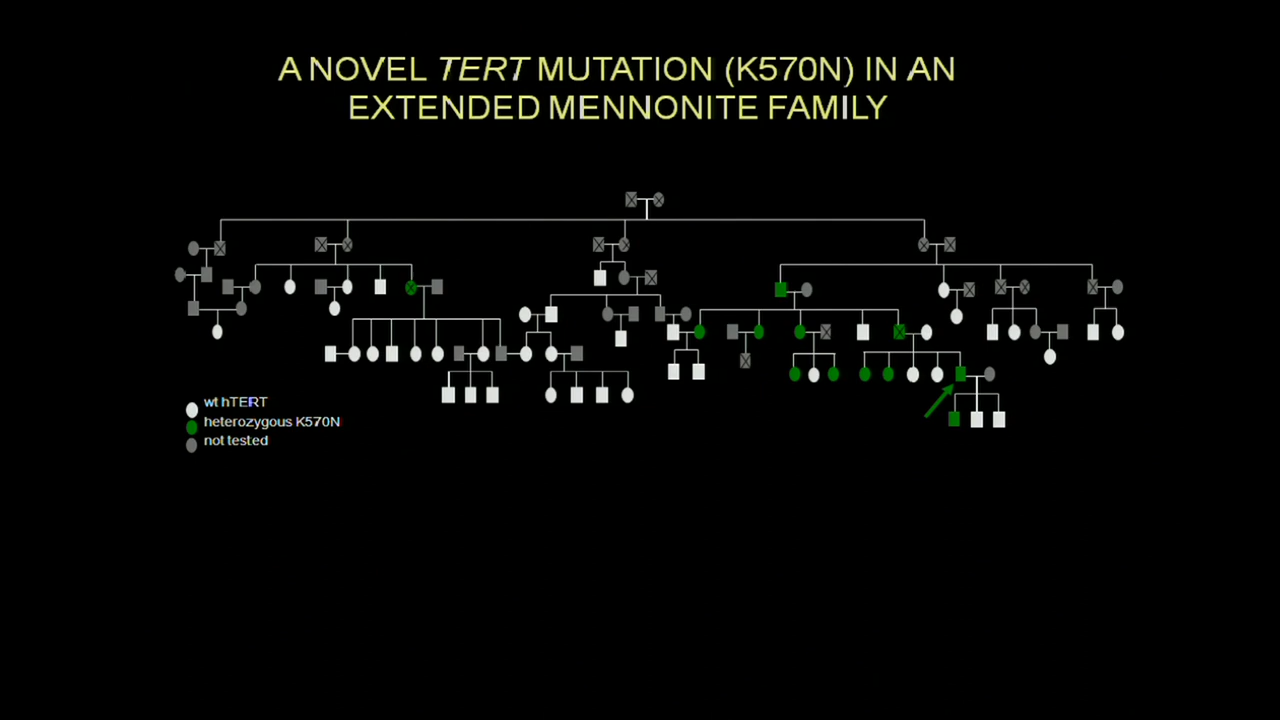 A NOVEL TERT MUTATION (K570N) IN AN
EXTENDED MENNONITE FAMILY
wt hTERT
heterozygous K570N
not tested